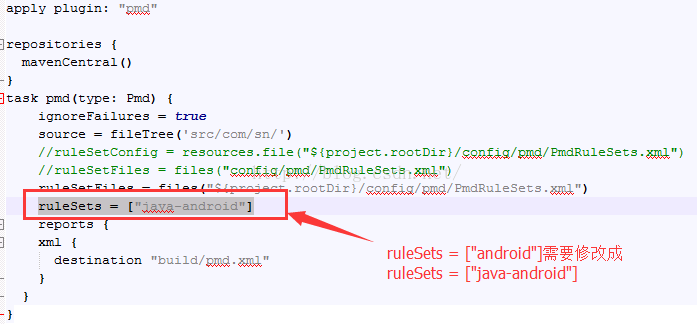 apply plugin: "pmd"
repositories {
mavenCentral()
}
task pmd(type: Pmd) {
ignoreFailures = true
source = fileTree('src/com/sn/')
//ruleSetConfig = resources.file("${project.rootDir}/config/pmd/PmdRuleSets.xml")
//ruleSetFiles = files("config/pmd/PmdRuleSets.xml")
ruleSetFiles = files("${project.rootDir}/config/pmd/PmdRuleSets.xml")
ruleSets = ["java-android"]
reports {
xml {
destination "build/pmd.xml"
}
}
}
ruleSets = ["android"]需要修改成
ruleSets = ["java-android"]